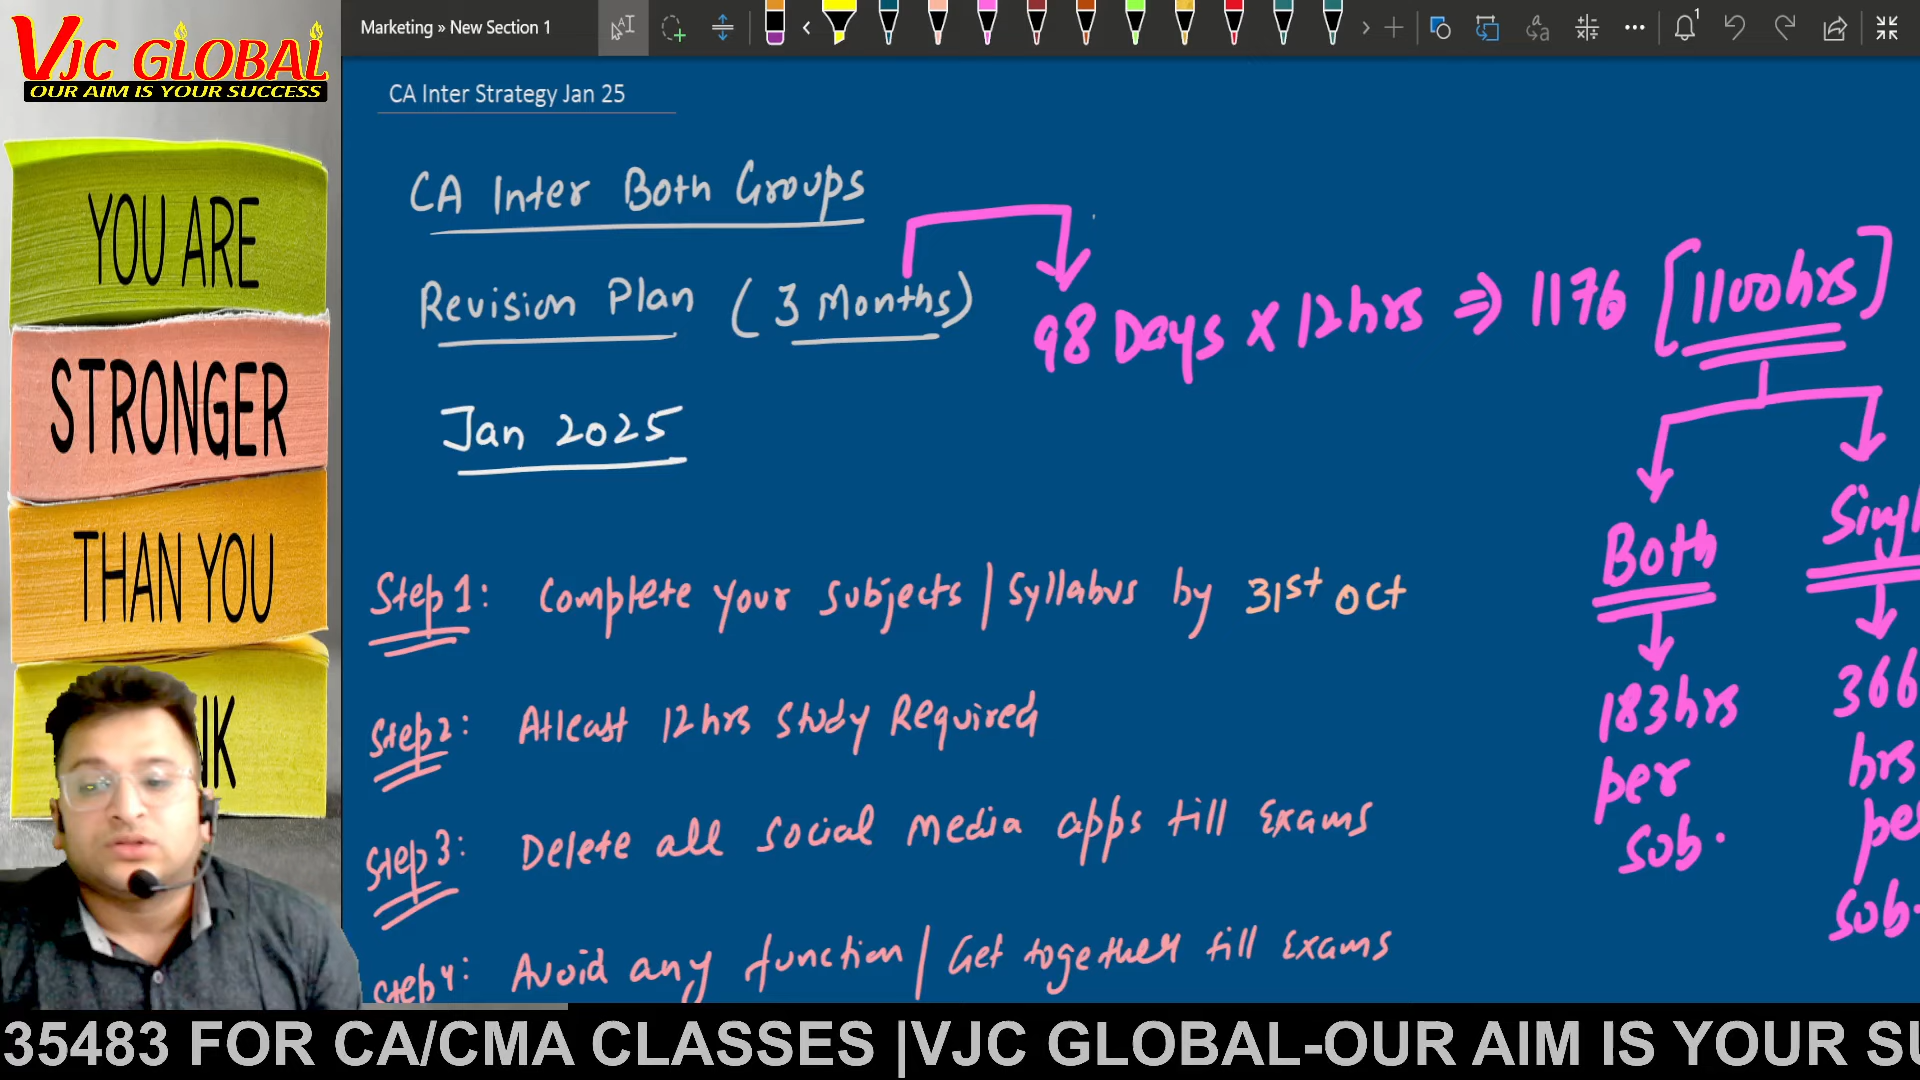 VJC GLOBAL
OUR AIM IS YOUR SUCCESS
YOU ARE
STRONGER
THAN YOU
Marketing » New Section 1
CA Inter Strategy Jan 25
CA Inter Both Groups
Revision Plan (3 Months)
98 Days x 12hrs ⇒ 1176 [1100hrs]
Jan 2025
Both
183hrs
per
sub.
366
hrs
sub.
Step 1: Complete your subjects / Syllabus by 31st Oct
Step 2: Atleast 12hrs Study Required
Step 3: Delete all social media apps till Exams
Step 4: Avoid any function / Get together till Exams
35483 FOR CA/CMA CLASSES |VJC GLOBAL-OUR AIM IS YOUR